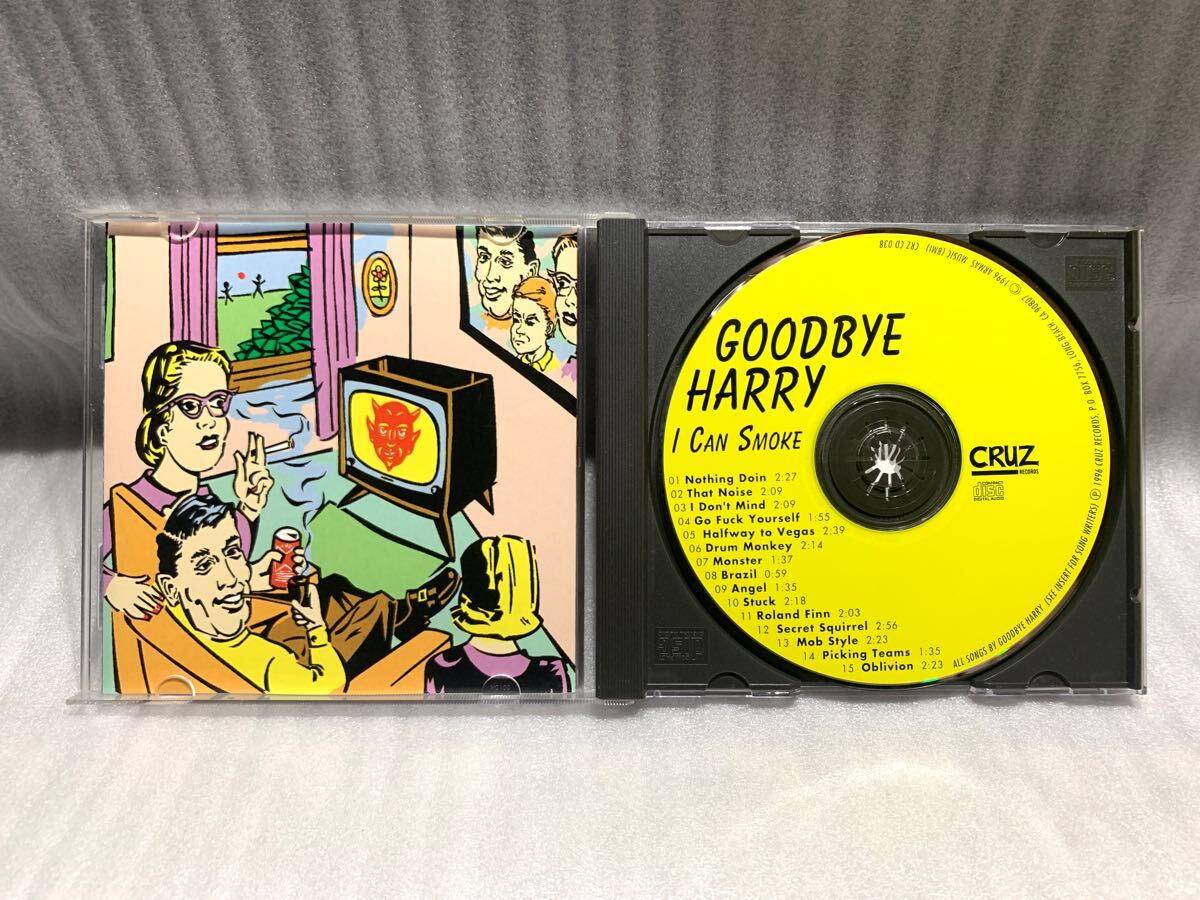 GOODBYE
HARRY
I CAN SMOKE
01 Nothing Doin 2:27
02 That Noise 2:09
03 I Don't Mind 2:09
04 Go Fuck Yourself 1:55
05 Halfway to Vegas 2:39
06 Drum Monkey 2:14
07 Monster 1:37
08 Brazil 0:59
09 Angel 1:35
10 Stuck 2:18
11 Roland Finn 2:03
12 Secret Squirrel 2:56
13 Mob Style 2:23
14 Picking Teams 1:35
15 Oblivion 2:23
CRUZ
RECORDS
COMPACT
disc
DIGITAL AUDIO
ALL SONGS BY GOODBYE HARRY (SEE INSERT FOR SONG WRITERS) Ⓟ 1996 CRUZ RECORDS, P.O. BOX 7756, LONG BEACH, CA 90807 © 1996 ARMAS MUSIC (BMI) CRZ CD 038